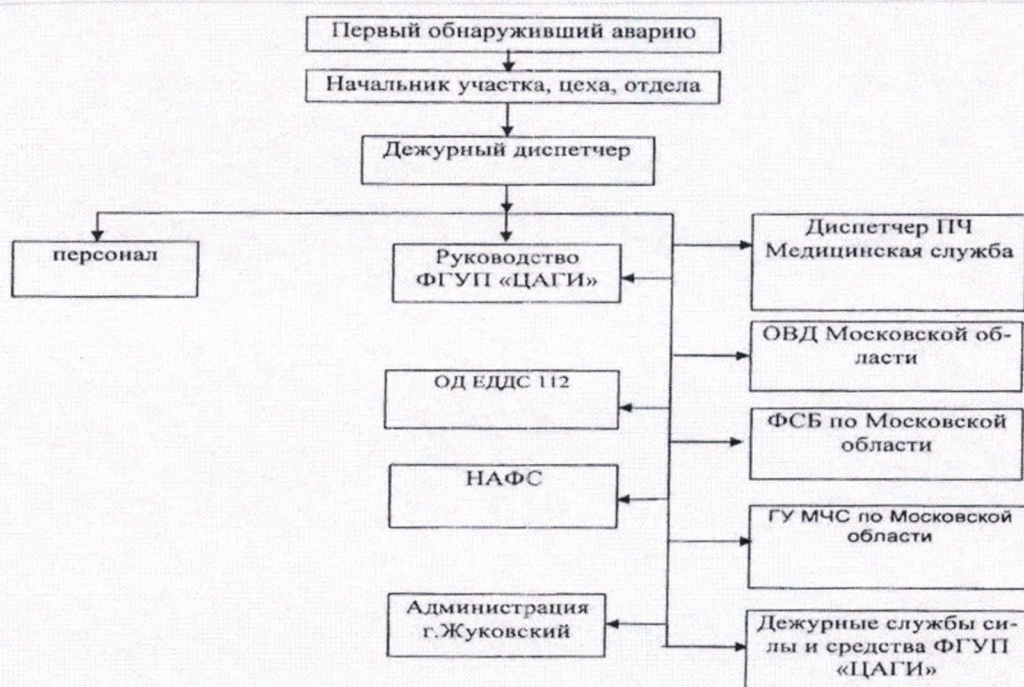 Первый обнаруживший аварию
Начальник участка, цеха, отдела
Дежурный диспетчер
персонал
Руководство
ФГУП «ЦАГИ»
Диспетчер ПЧ
Медицинская служба
ОВД Московской об-
ласти
ОД ЕДДС 112
ФСБ по Московской
области
НАФС
ГУ МЧС по Московской
области
Администрация
г.Жуковский
Дежурные службы си-
лы и средства ФГУП
«ЦАГИ»